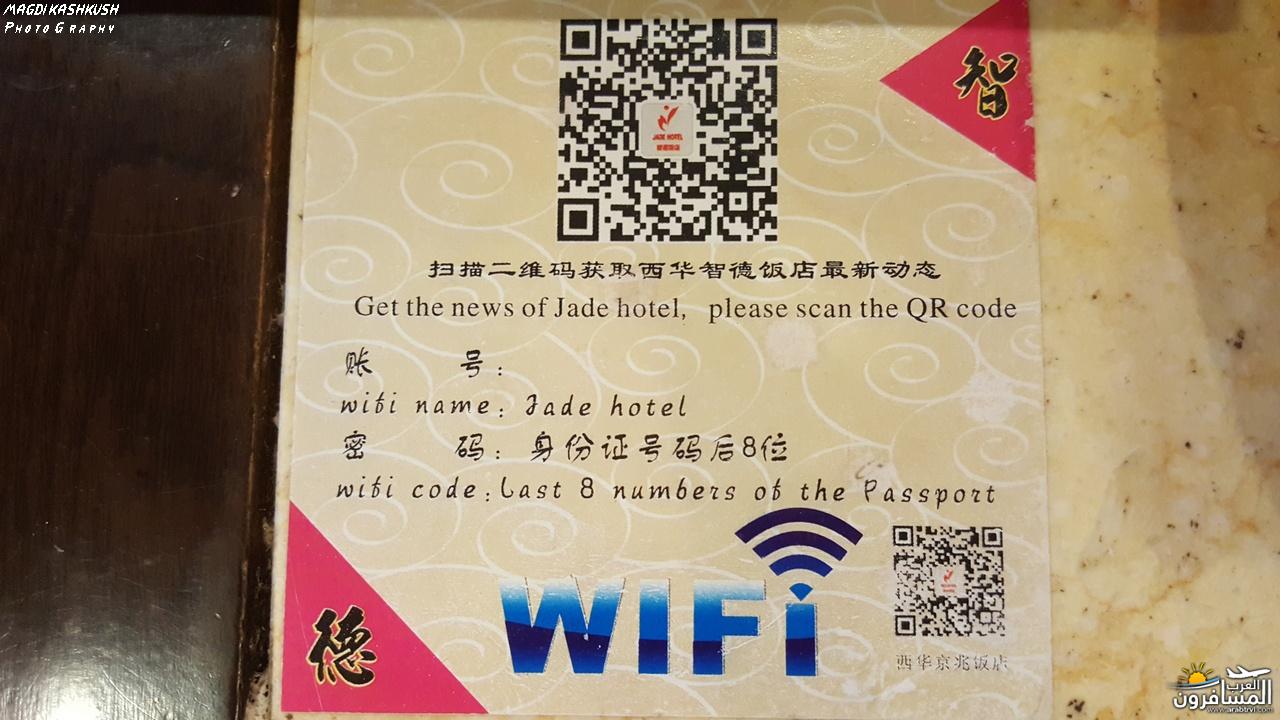 MAGDI KASHKUSH
PHOTOGRAPHY
智
JADE HOTEL
扫描二维码获取西华智德饭店最新动态
Get the news of Jade hotel, please scan the QR code
账 号:
wifi name: Jade hotel
密 码: 身份证号码后8位
wifi code: Last 8 numbers of the Passport
WIFi
德
西华京兆饭店
العرب
المسافرون
www.arabtrvl.com